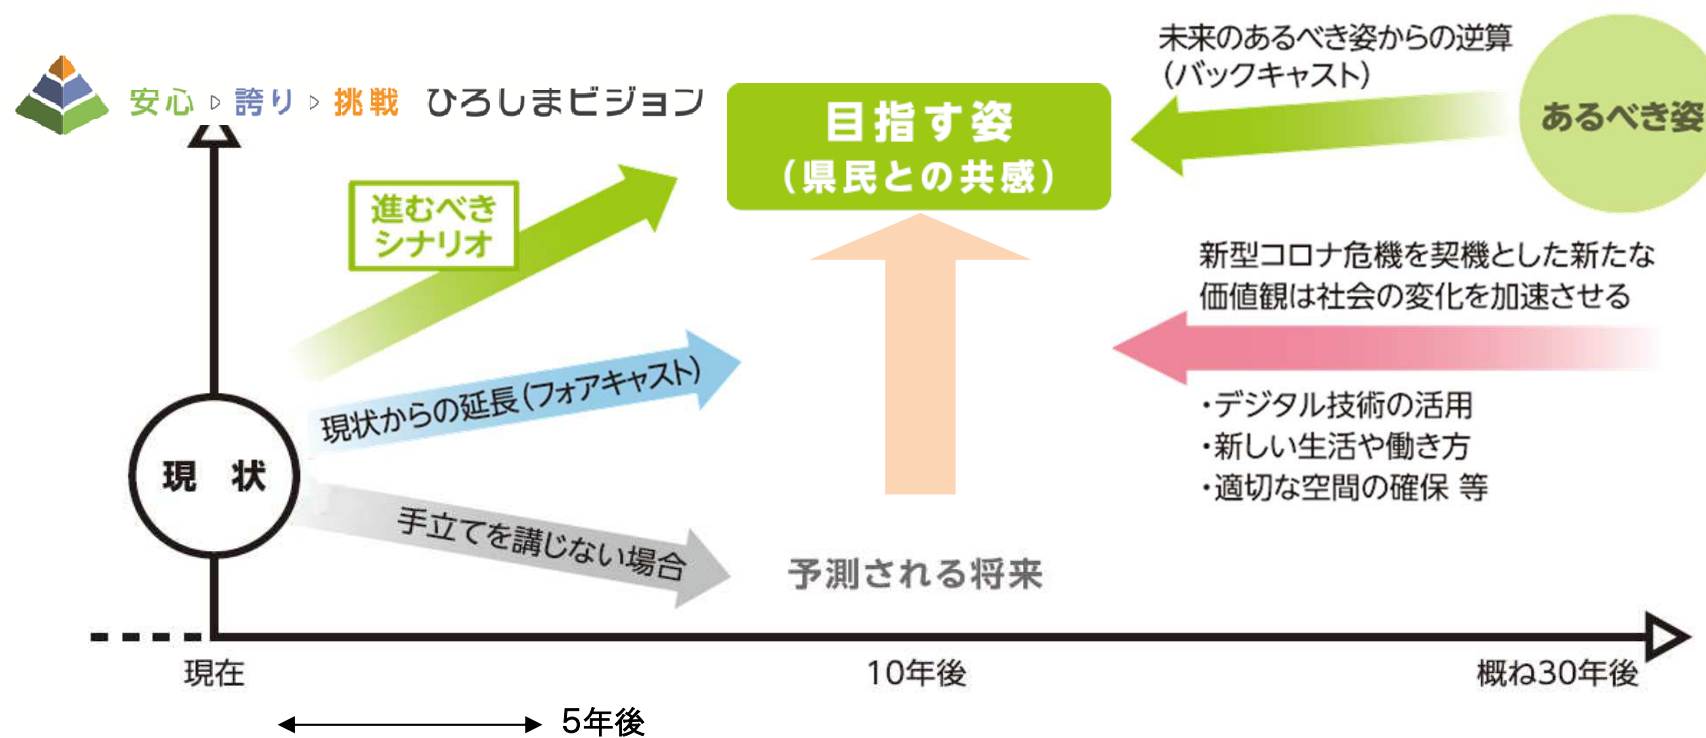 安心 ▷ 誇り ▷ 挑戦 ひろしまビジョン
未来のあるべき姿からの逆算
（バックキャスト）
あるべき姿
目指す姿
（県民との共感）
進むべき
シナリオ
新型コロナ危機を契機とした新たな
価値観は社会の変化を加速させる
現状からの延長（フォアキャスト）
・デジタル技術の活用
・新しい生活や働き方
・適切な空間の確保 等
現 状
手立てを講じない場合
予測される将来
現在
10年後
概ね30年後
5年後